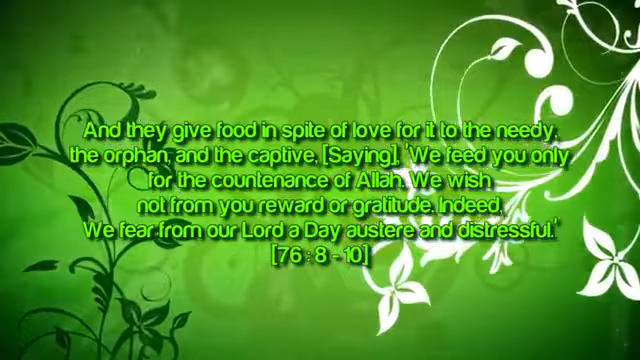 And they give food in spite of love for it to the needy,
the orphan, and the captive, [Saying], 'We feed you only
for the countenance of Allah. We wish
not from you reward or gratitude. Indeed,
We fear from our Lord a Day austere and distressful.'
[76 : 8 - 10]